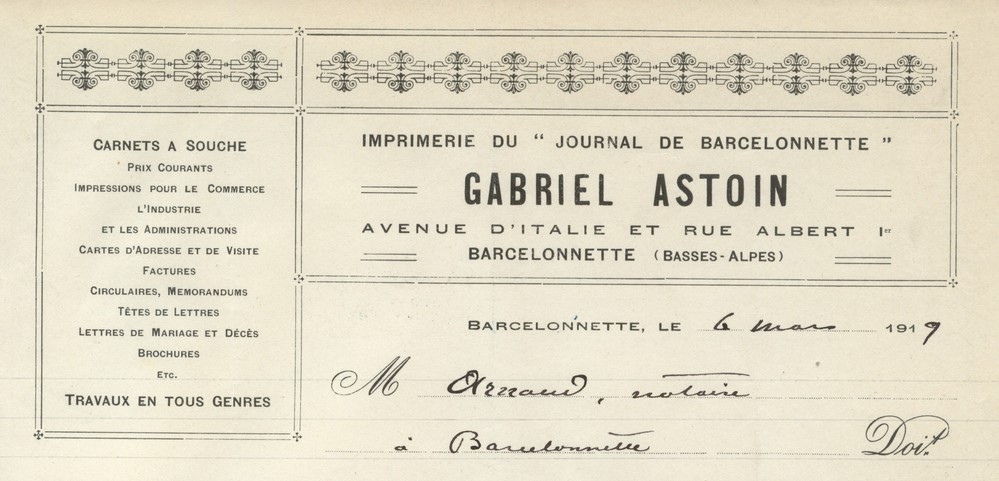 CARNETS A SOUCHE
PRIX COURANTS
IMPRESSIONS POUR LE COMMERCE
L'INDUSTRIE
ET LES ADMINISTRATIONS
CARTES D'ADRESSE ET DE VISITE
FACTURES
CIRCULAIRES, MEMORANDUMS
TÊTES DE LETTRES
LETTRES DE MARIAGE ET DÉCÈS
BROCHURES
ETC.
TRAVAUX EN TOUS GENRES
IMPRIMERIE DU " JOURNAL DE BARCELONNETTE "
GABRIEL ASTOIN
AVENUE D'ITALIE ET RUE ALBERT Ier
BARCELONNETTE (BASSES-ALPES)
BARCELONNETTE, LE 6 mars 1919
M Arnaud, notaire
à Barcelonnette Doit